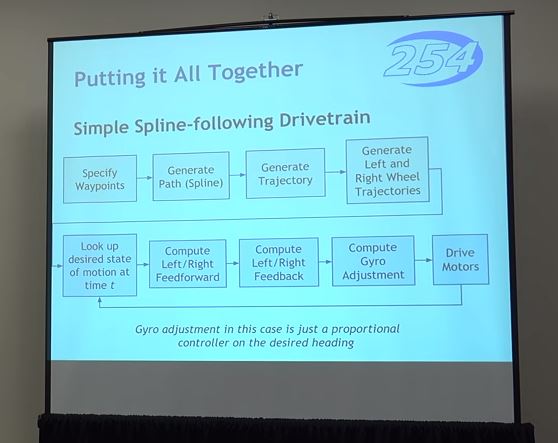 Putting it All Together
254
Simple Spline-following Drivetrain
Specify
Waypoints
Generate
Path (Spline)
Generate
Trajectory
Generate
Left and
Right Wheel
Trajectories
Look up
desired state
of motion at
time t
Compute
Left/Right
Feedforward
Compute
Left/Right
Feedback
Compute
Gyro
Adjustment
Drive
Motors
Gyro adjustment in this case is just a proportional
controller on the desired heading